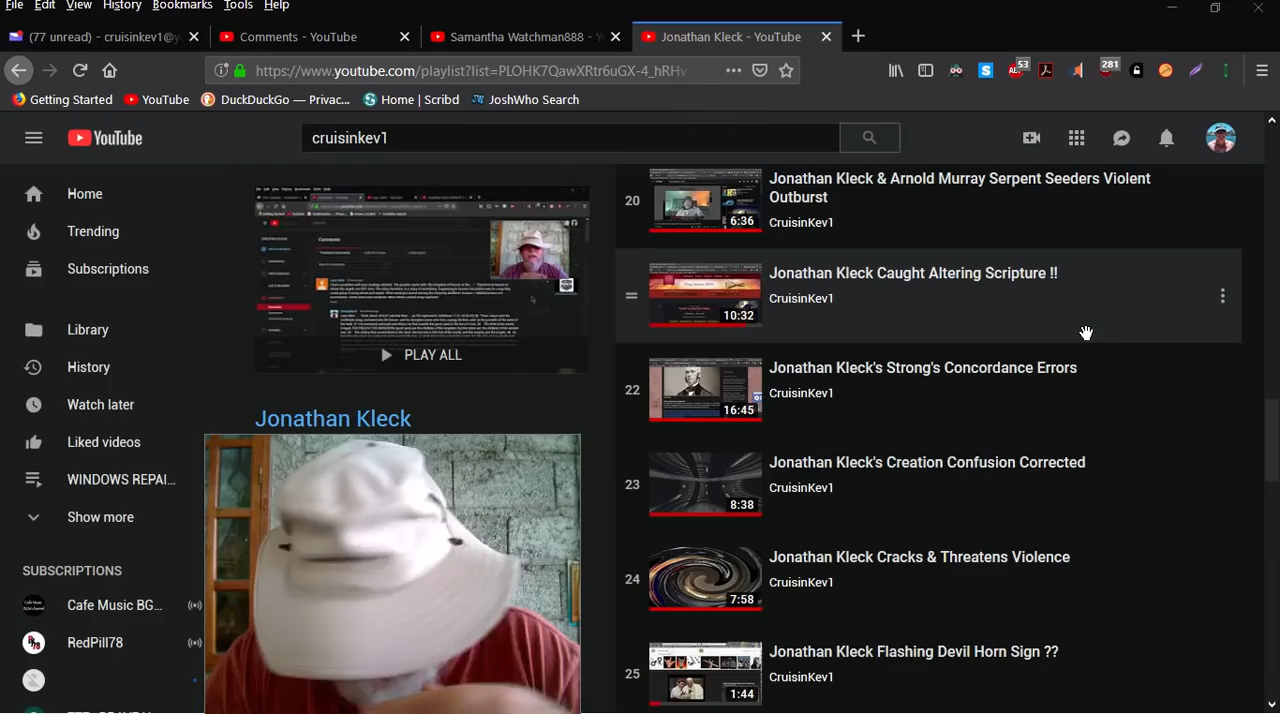 File Edit View History Bookmarks Tools Help
(77 unread) - cruisinkev1@y
Comments - YouTube
Samantha Watchman888 - Y
Jonathan Kleck - YouTube
https://www.youtube.com/playlist?list=PLOHK7QawXRtr6uGX-4_hRHv
53
281
Getting Started
YouTube
DuckDuckGo — Privac...
Home | Scribd
JoshWho Search
YouTube
cruisinkev1
Home
Trending
Subscriptions
Library
History
Watch later
Liked videos
WINDOWS REPAI...
Show more
SUBSCRIPTIONS
Cafe Music BG...
RedPill78
Comments
PLAY ALL
Jonathan Kleck
20
6:36
Jonathan Kleck & Arnold Murray Serpent Seeders Violent
Outburst
CruisinKev1
10:32
Jonathan Kleck Caught Altering Scripture !!
CruisinKev1
22
16:45
Jonathan Kleck's Strong's Concordance Errors
CruisinKev1
23
8:38
Jonathan Kleck's Creation Confusion Corrected
CruisinKev1
24
7:58
Jonathan Kleck Cracks & Threatens Violence
CruisinKev1
25
1:44
Jonathan Kleck Flashing Devil Horn Sign ??
CruisinKev1